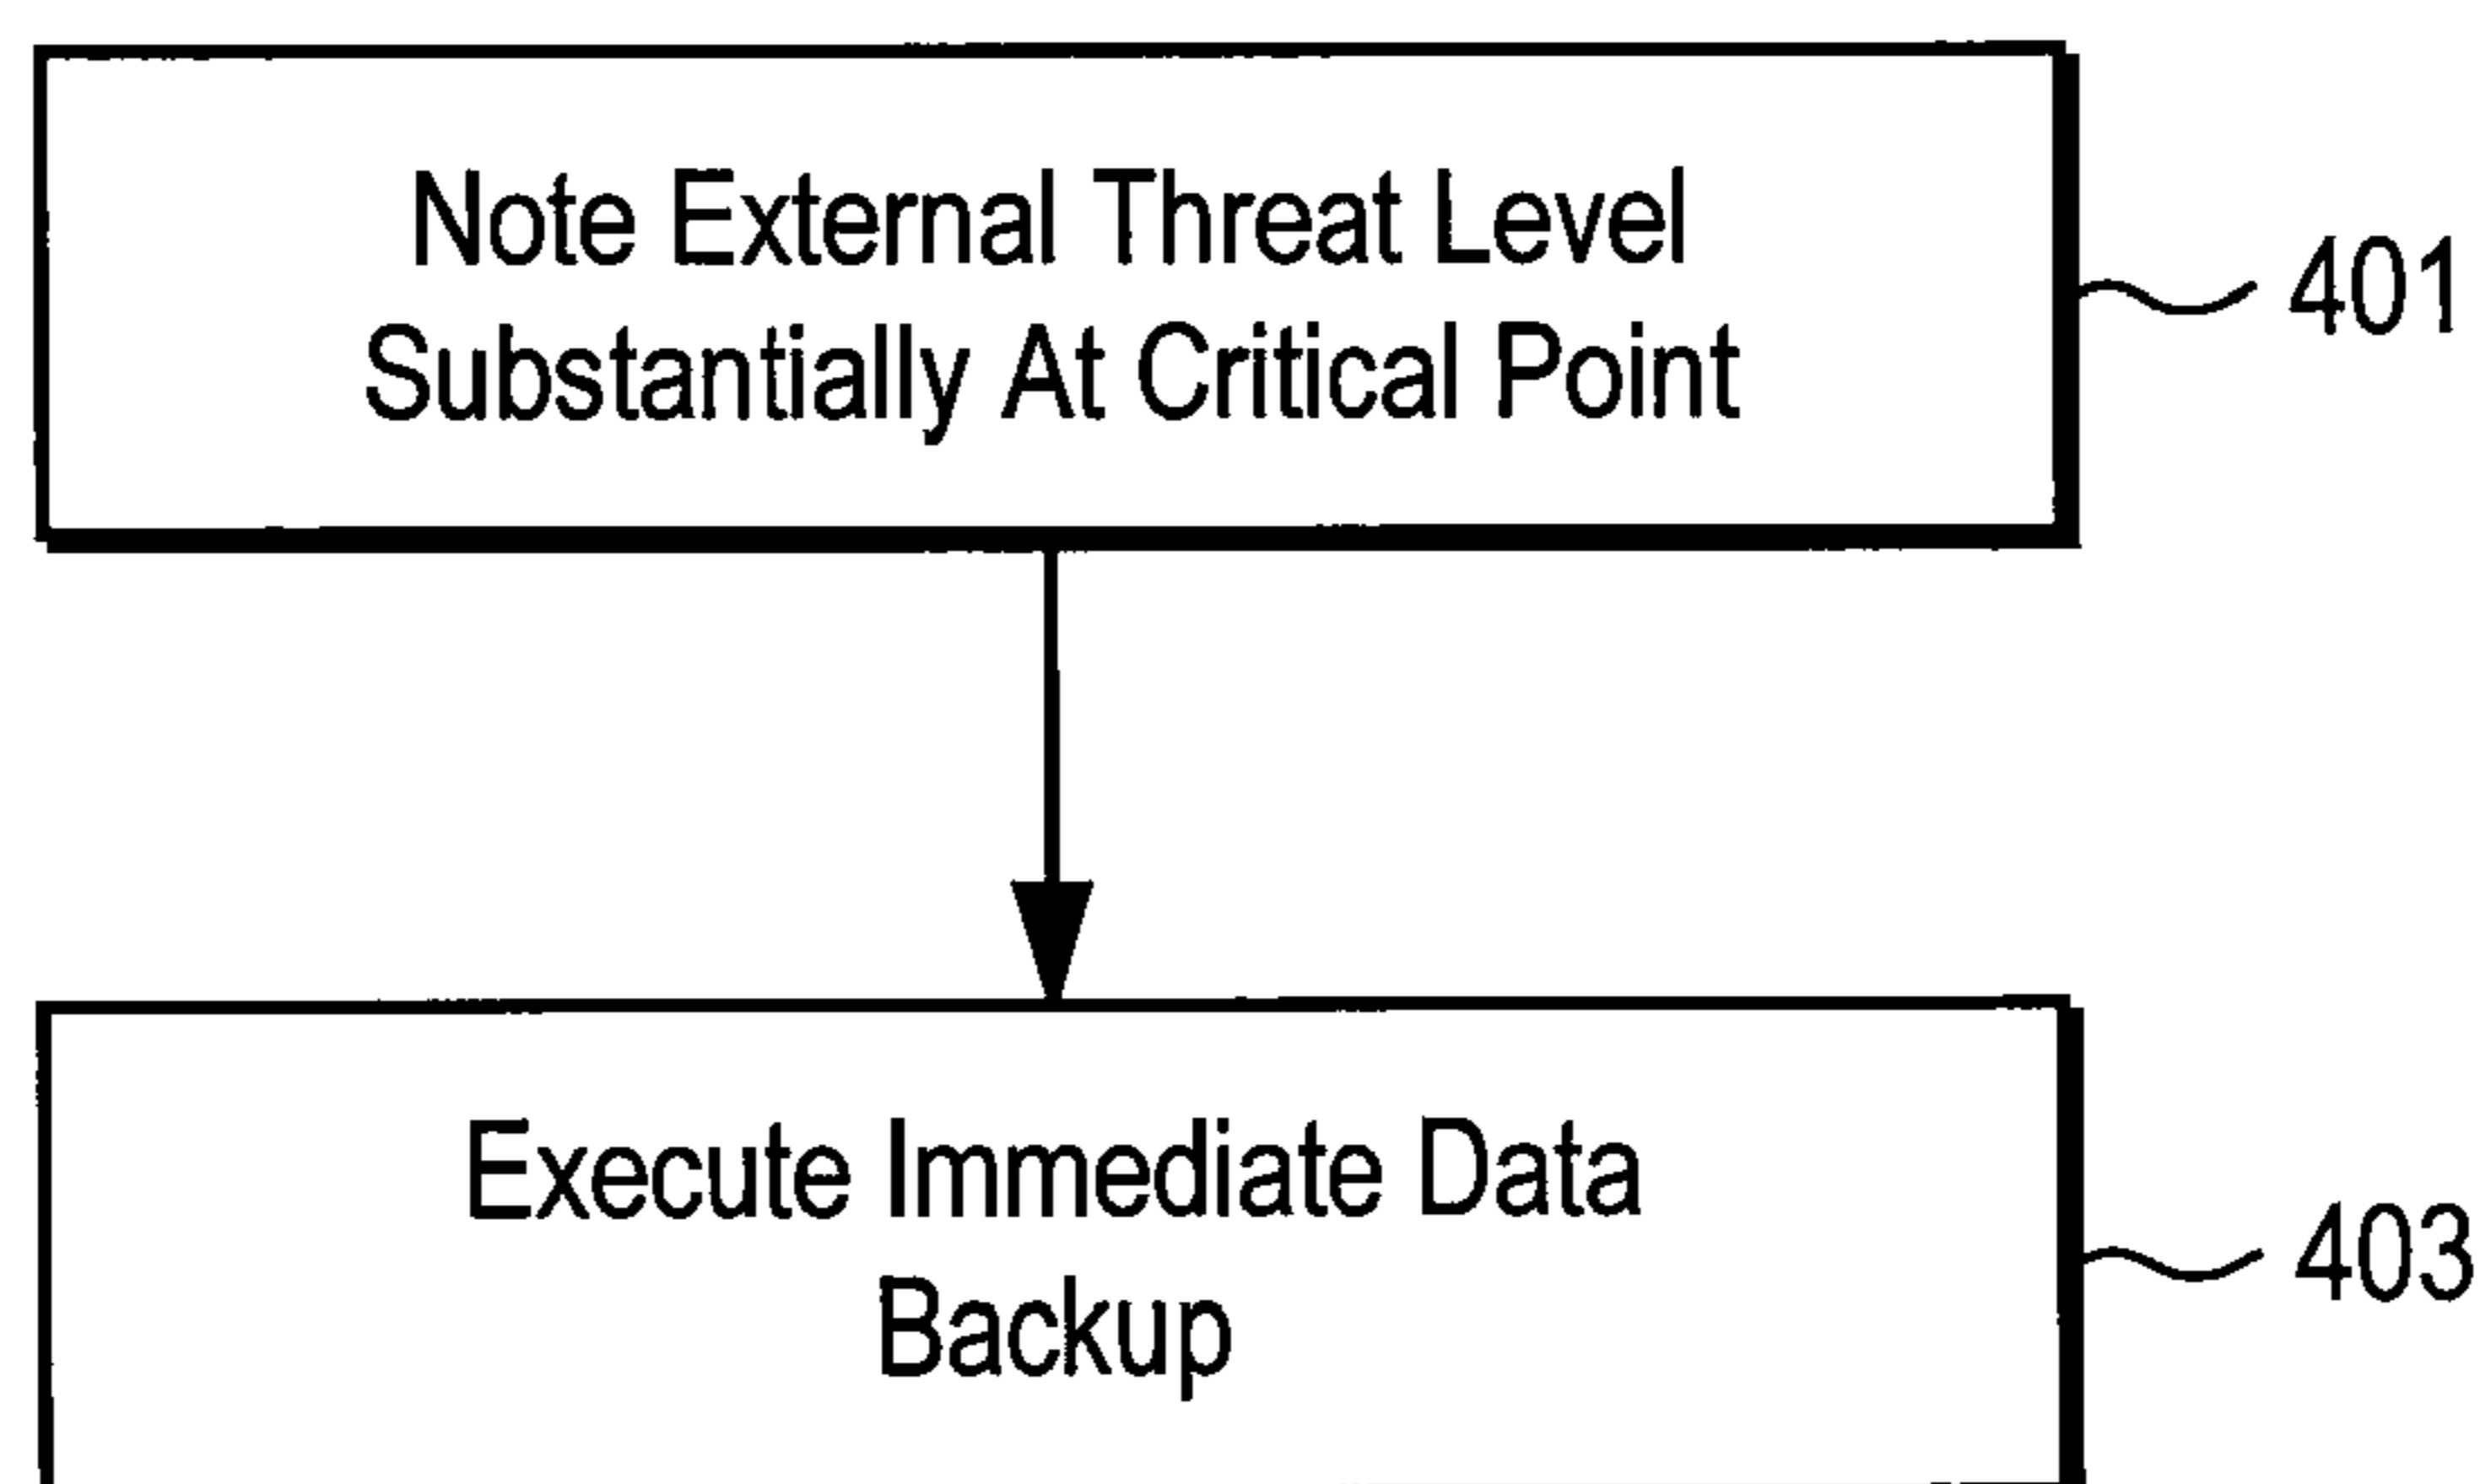 Note External Threat Level
Substantially At Critical Point
401
Execute Immediate Data
Backup
403